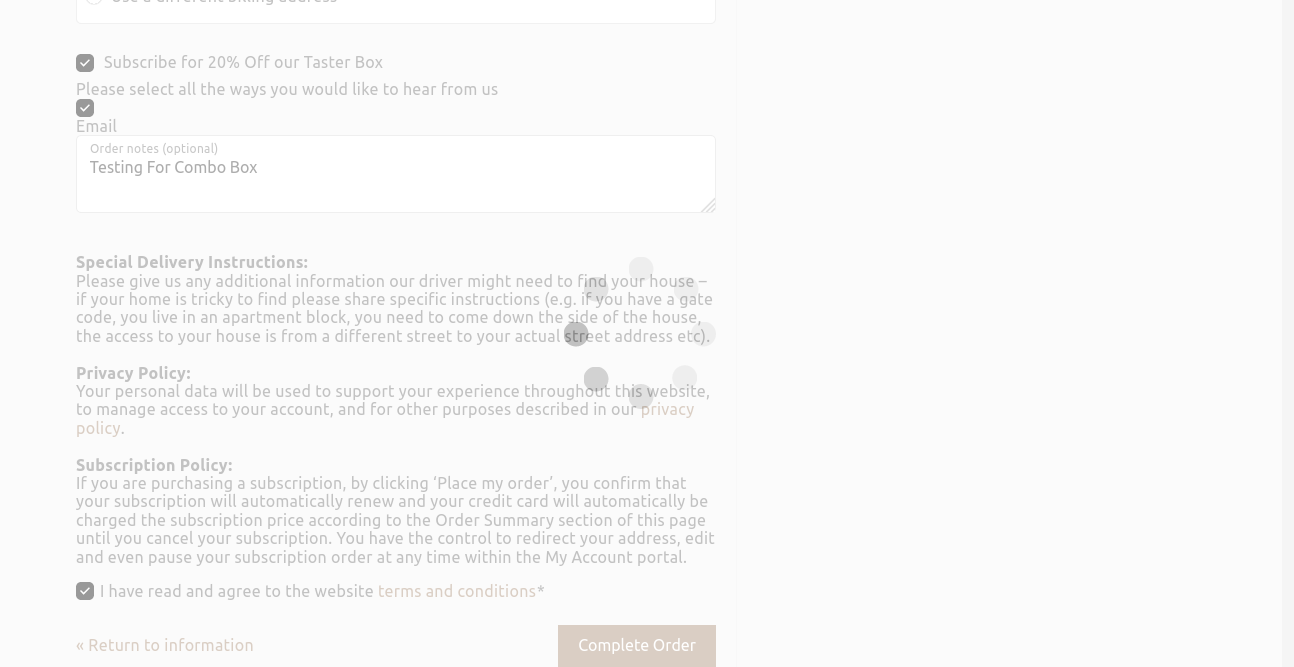 Use a different billing address
Subscribe for 20% Off our Taster Box
Please select all the ways you would like to hear from us
Email
Order notes (optional)
Testing For Combo Box
Special Delivery Instructions:
Please give us any additional information our driver might need to find your house –
if your home is tricky to find please share specific instructions (e.g. if you have a gate
code, you live in an apartment block, you need to come down the side of the house,
the access to your house is from a different street to your actual street address etc).
Privacy Policy:
Your personal data will be used to support your experience throughout this website,
to manage access to your account, and for other purposes described in our privacy
policy.
Subscription Policy:
If you are purchasing a subscription, by clicking ‘Place my order’, you confirm that
your subscription will automatically renew and your credit card will automatically be
charged the subscription price according to the Order Summary section of this page
until you cancel your subscription. You have the control to redirect your address, edit
and even pause your subscription order at any time within the My Account portal.
I have read and agree to the website terms and conditions*
« Return to information
Complete Order